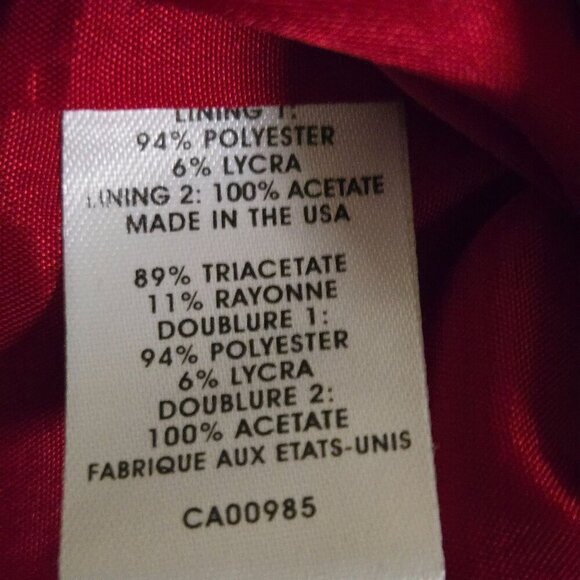 LINING 1:
94% POLYESTER
6% LYCRA
LINING 2: 100% ACETATE
MADE IN THE USA
89% TRIACETATE
11% RAYONNE
DOUBLURE 1:
94% POLYESTER
6% LYCRA
DOUBLURE 2:
100% ACETATE
FABRIQUE AUX ETATS-UNIS
CA00985